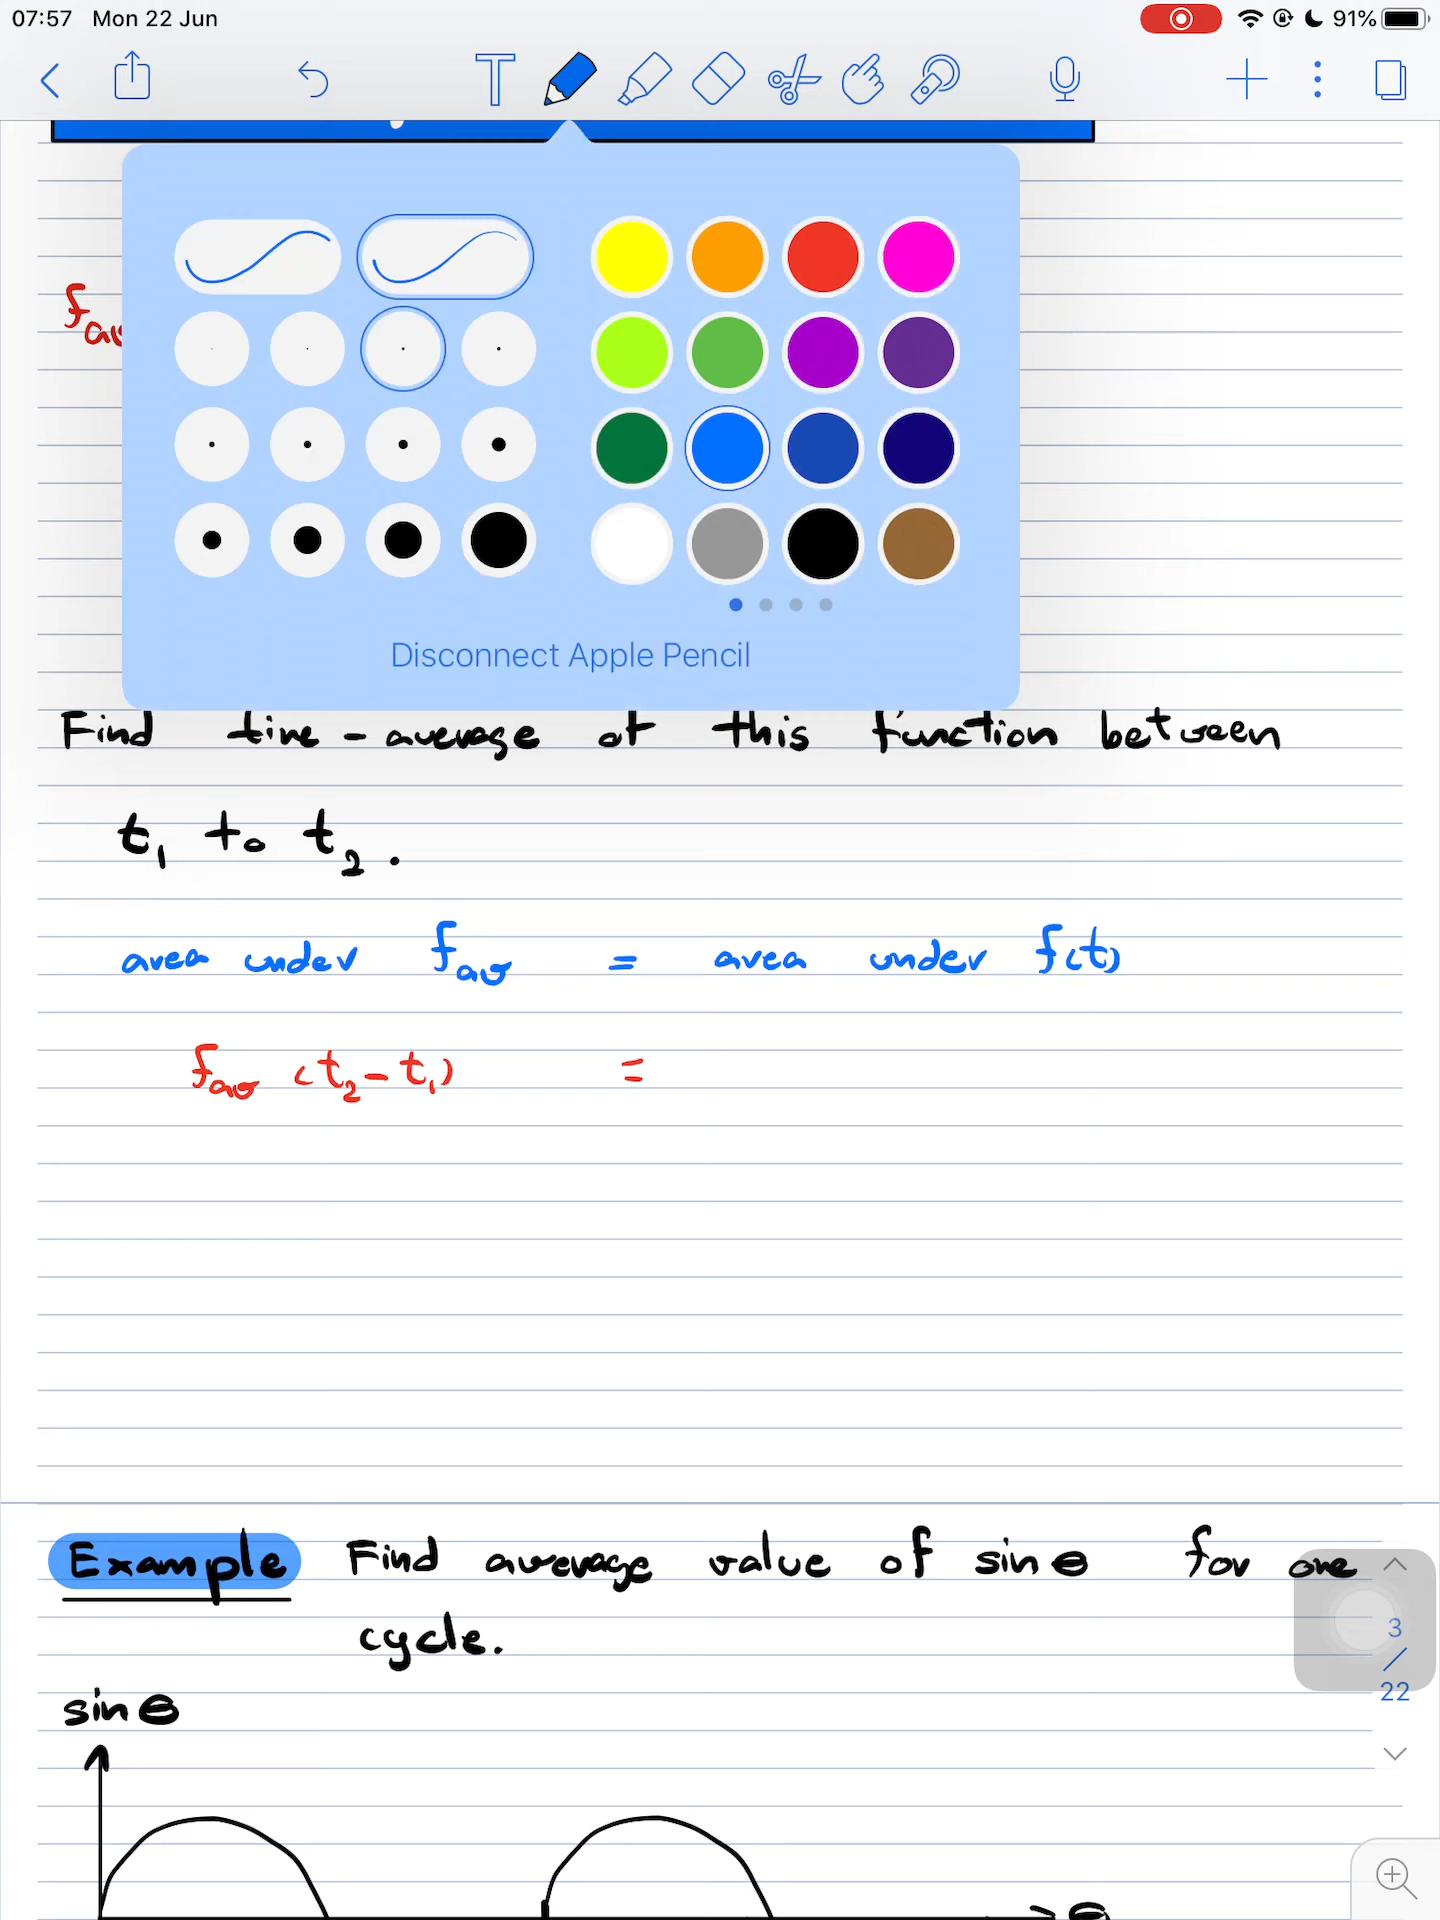 07:57 Mon 22 Jun 91%
T
f_av
Disconnect Apple Pencil
Find time-average of this function between
t₁ to t₂.
area under f_av = area under f(t)
f_av (t₂-t₁) =
Example Find average value of sin θ for one
cycle.
3
/
22
sin θ
θ